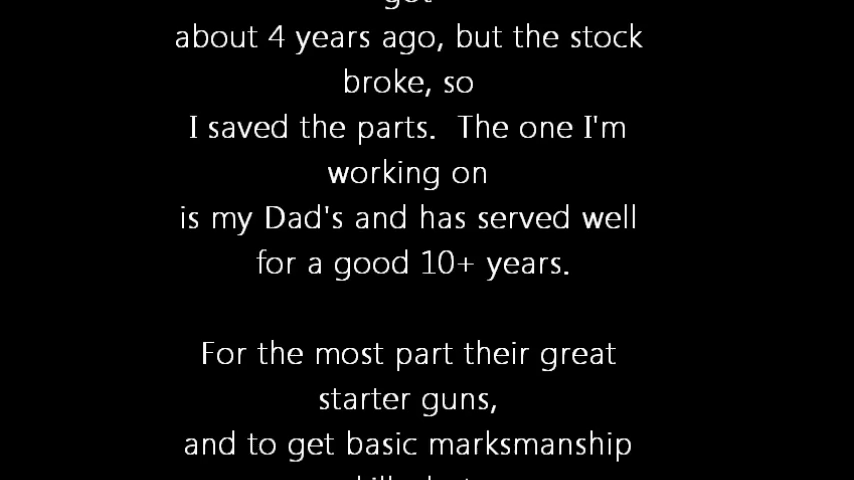 about 4 years ago, but the stock
broke, so
I saved the parts.  The one I'm
working on
is my Dad's and has served well
for a good 10+ years.
For the most part their great
starter guns,
and to get basic marksmanship